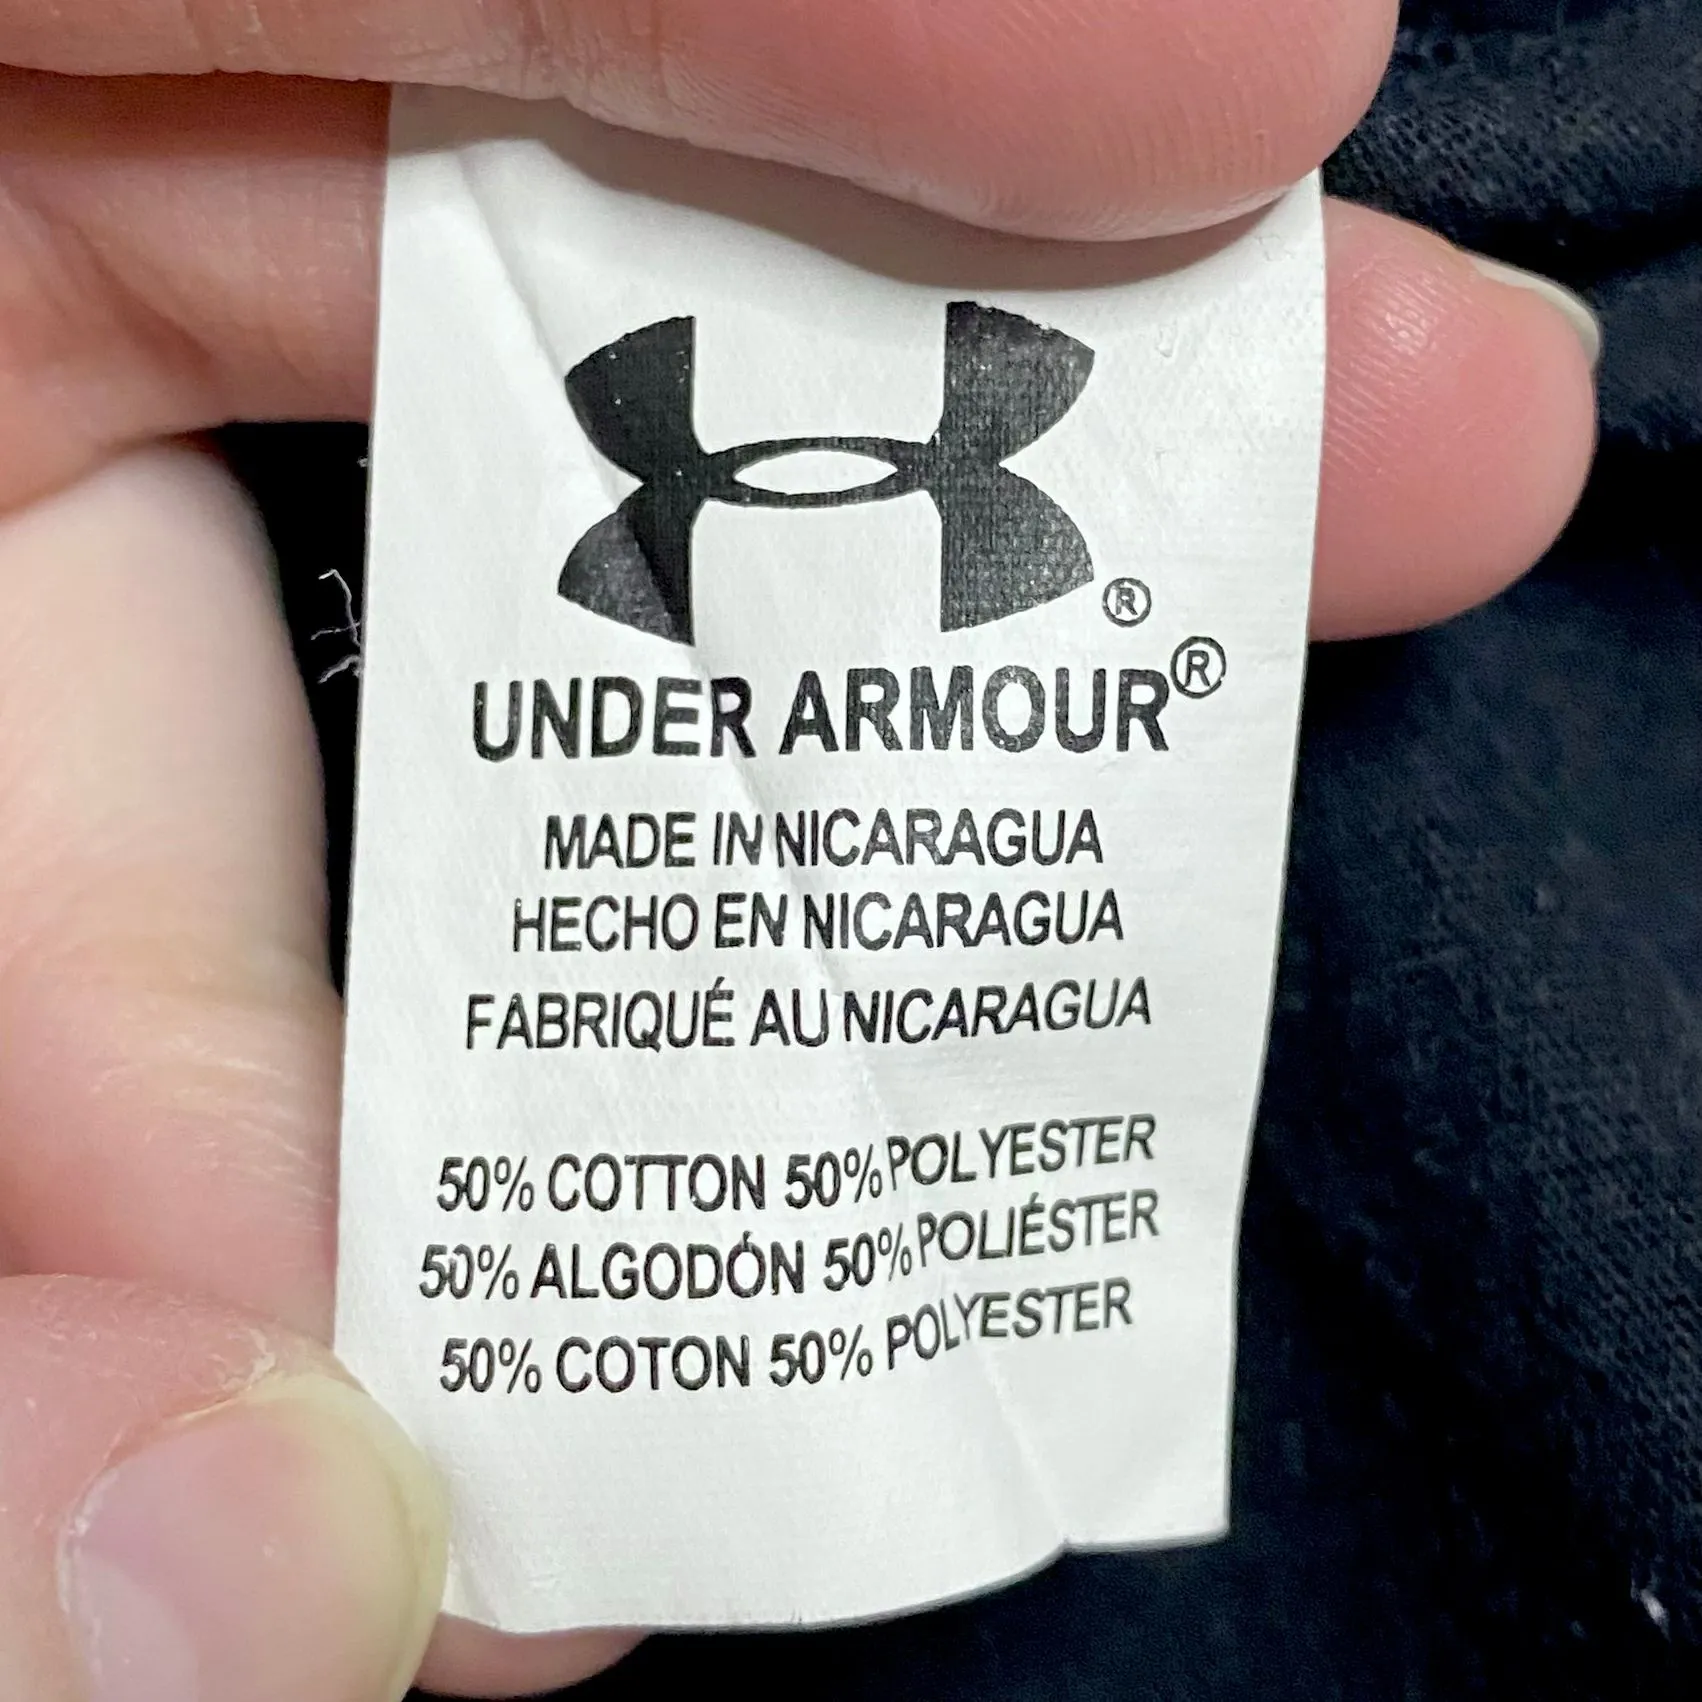 ®
UNDER ARMOUR®
MADE IN NICARAGUA
HECHO EN NICARAGUA
FABRIQUÉ AU NICARAGUA
50% COTTON 50% POLYESTER
50% ALGODÓN 50% POLIÉSTER
50% COTON 50% POLYESTER